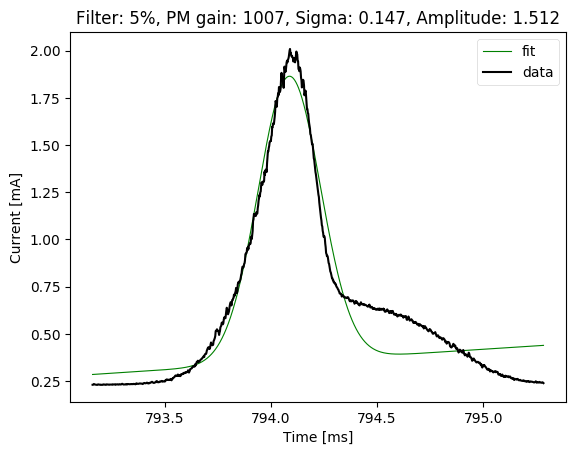 Filter: 5%, PM gain: 1007, Sigma: 0.147, Amplitude: 1.512
fit
data
2.00
1.75
1.50
1.25
1.00
0.75
0.50
0.25
Current [mA]
793.5
794.0
794.5
795.0
Time [ms]